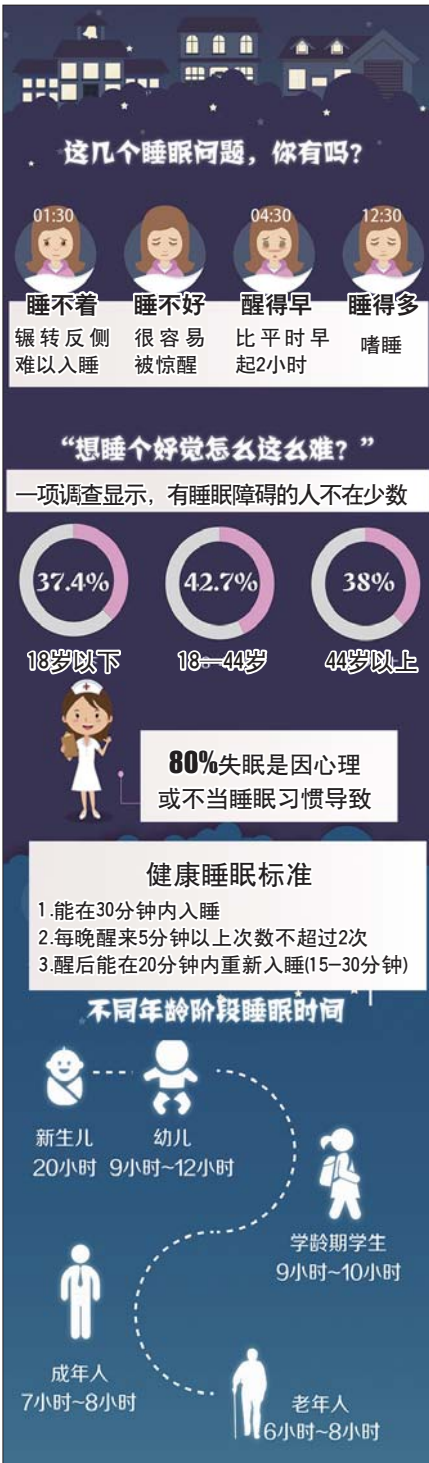 这几个睡眠问题，你有吗？
01:30
04:30
12:30
睡不着
睡不好
醒得早
睡得多
辗转反侧
难以入睡
很容易
被惊醒
比平时早
起2小时
嗜睡
“想睡个好觉怎么这么难？”
一项调查显示，有睡眠障碍的人不在少数
37.4%
42.7%
38%
18岁以下
18—44岁
44岁以上
80%失眠是因心理
或不当睡眠习惯导致
健康睡眠标准
1.能在30分钟内入睡
2.每晚醒来5分钟以上次数不超过2次
3.醒后能在20分钟内重新入睡(15—30分钟)
不同年龄阶段睡眠时间
新生儿
20小时
幼儿
9小时~12小时
学龄期学生
9小时~10小时
成年人
7小时~8小时
老年人
6小时~8小时